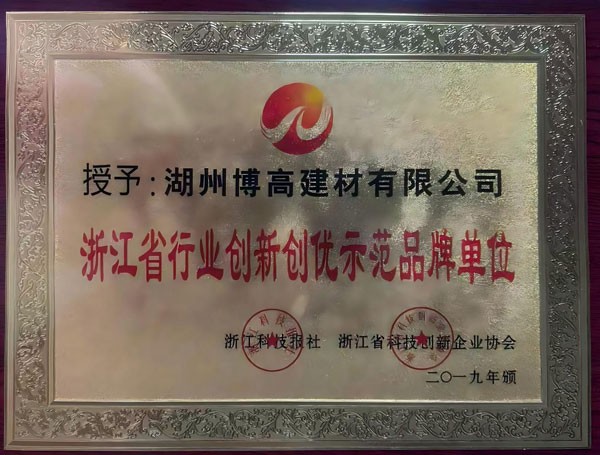 授予：湖州博高建材有限公司
浙江省行业创新创优示范品牌单位
浙江科技报社 浙江省科技创新企业协会
二〇一九年颁